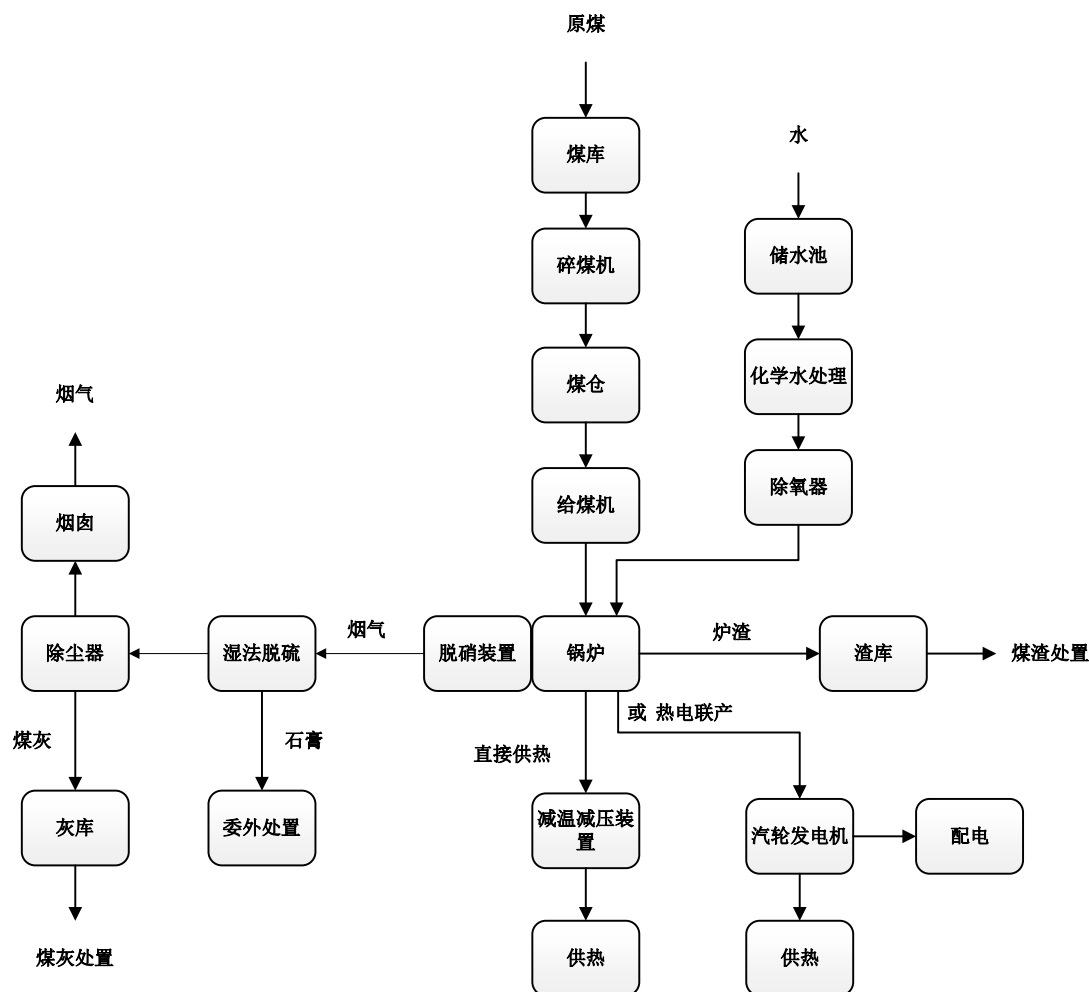 原煤
煤库
水
碎煤机
储水池
煤仓
化学水处理
烟气
给煤机
除氧器
烟囱
除尘器
湿法脱硫
烟气
脱硝装置
锅炉
炉渣
渣库
煤渣处置
煤灰
石膏
直接供热
或 热电联产
灰库
委外处置
减温减压装
置
汽轮发电机
配电
煤灰处置
供热
供热